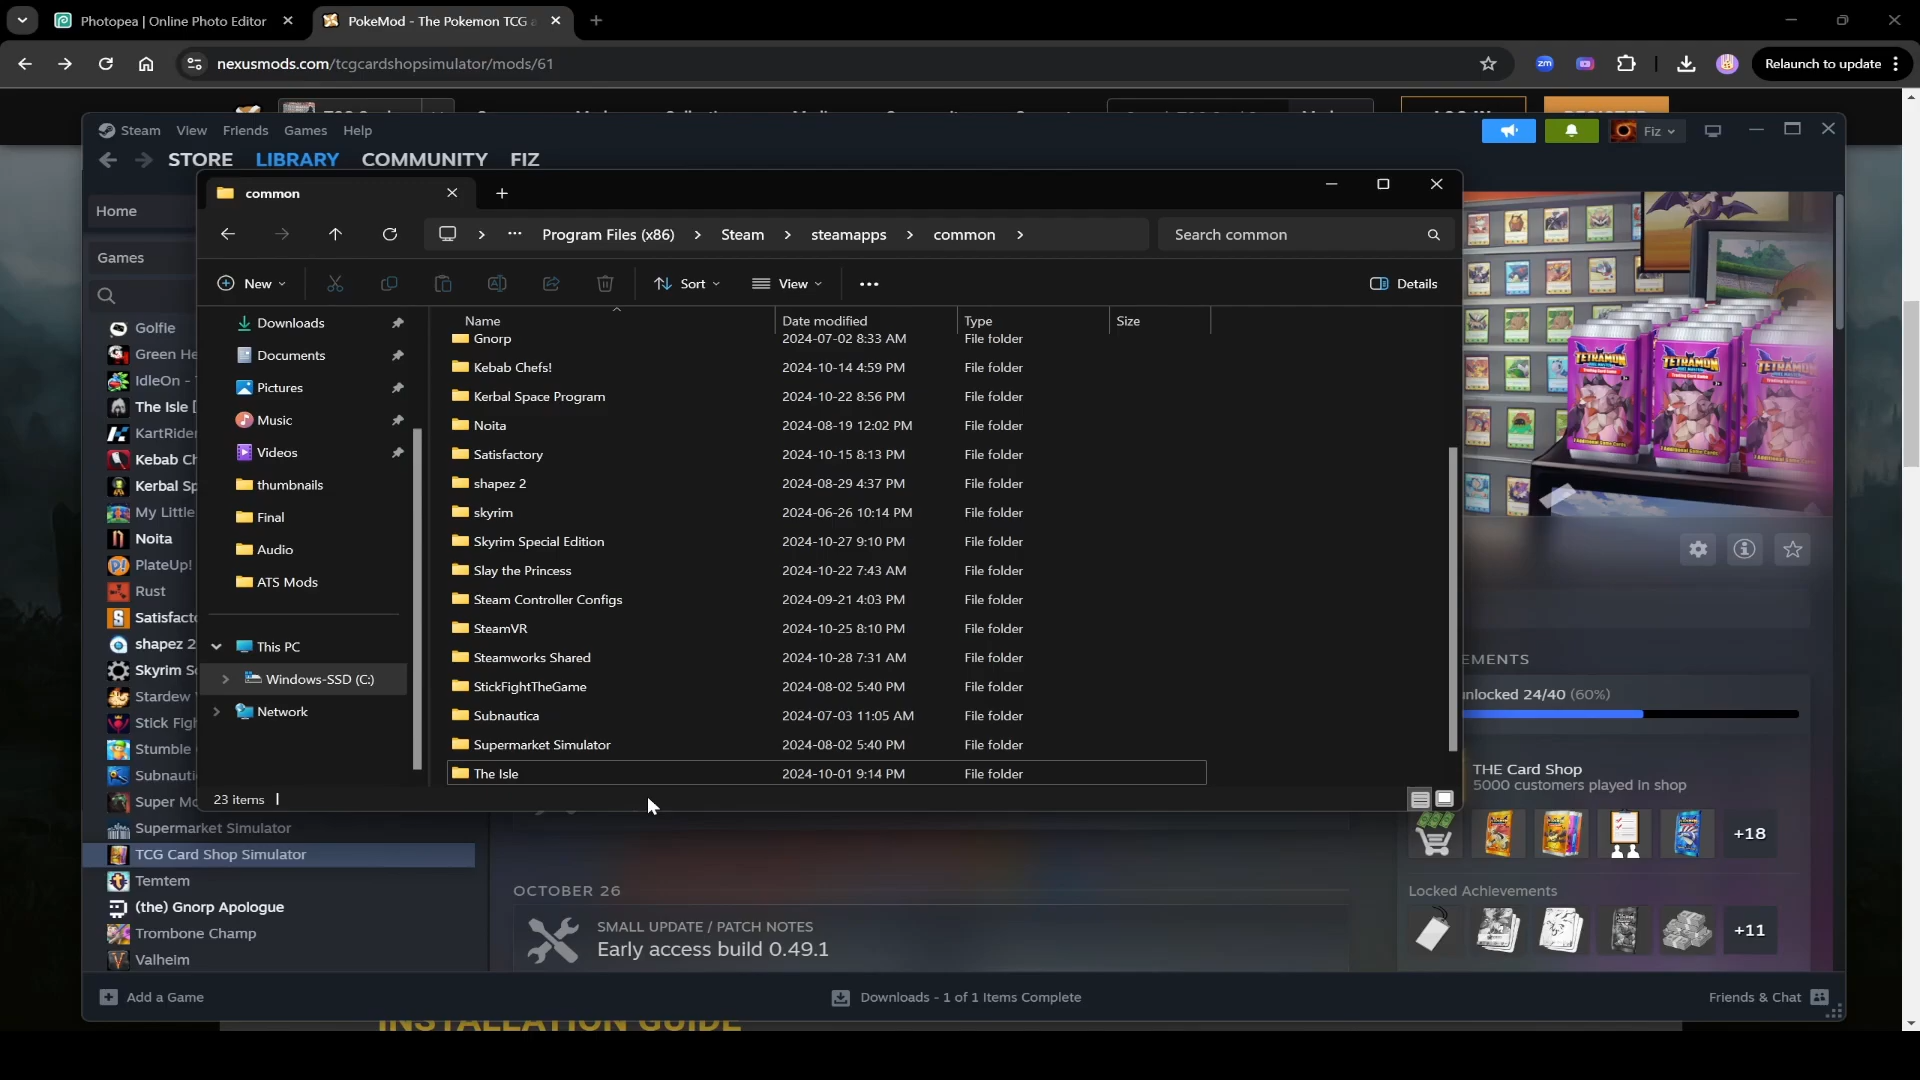 Photopea | Online Photo Editor
PokeMod - The Pokemon TCG a
nexusmods.com/tcgcardshopsimulator/mods/61
zm
Relaunch to update
Steam View Friends Games Help
Fiz
STORE LIBRARY COMMUNITY FIZ
common
Home
Games
Program Files (x86) Steam steamapps common
Search common
New
Sort
View
Details
Name Date modified Type Size
Downloads
Documents
Pictures
Music
Videos
thumbnails
Final
Audio
ATS Mods
This PC
Windows-SSD (C:)
Network
Gnorp 2024-07-02 8:33 AM File folder
Kebab Chefs! 2024-10-14 4:59 PM File folder
Kerbal Space Program 2024-10-22 8:56 PM File folder
Noita 2024-08-19 12:02 PM File folder
Satisfactory 2024-10-15 8:13 PM File folder
shapez 2 2024-08-29 4:37 PM File folder
skyrim 2024-06-26 10:14 PM File folder
Skyrim Special Edition 2024-10-27 9:10 PM File folder
Slay the Princess 2024-10-22 7:43 AM File folder
Steam Controller Configs 2024-09-21 4:03 PM File folder
SteamVR 2024-10-25 8:10 PM File folder
Steamworks Shared 2024-10-28 7:31 AM File folder
StickFightTheGame 2024-08-02 5:40 PM File folder
Subnautica 2024-07-03 11:05 AM File folder
Supermarket Simulator 2024-08-02 5:40 PM File folder
The Isle 2024-10-01 9:14 PM File folder
23 items
Golfie
Green He
IdleOn -
The Isle [
KartRider
Kebab Ch
Kerbal Sp
My Little
Noita
PlateUp!
Rust
Satisfacto
shapez 2
Skyrim S
Stardew
Stick Figh
Stumble
Subnauti
Super M
Supermarket Simulator
TCG Card Shop Simulator
Temtem
(the) Gnorp Apologue
Trombone Champ
Valheim
TETRAMON
TETRAMON
TETRAMON
EMENTS
nlocked 24/40 (60%)
THE Card Shop
5000 customers played in shop
+18
Locked Achievements
+11
OCTOBER 26
SMALL UPDATE / PATCH NOTES
Early access build 0.49.1
Add a Game
Downloads - 1 of 1 Items Complete
Friends & Chat
INSTALLATION GUIDE